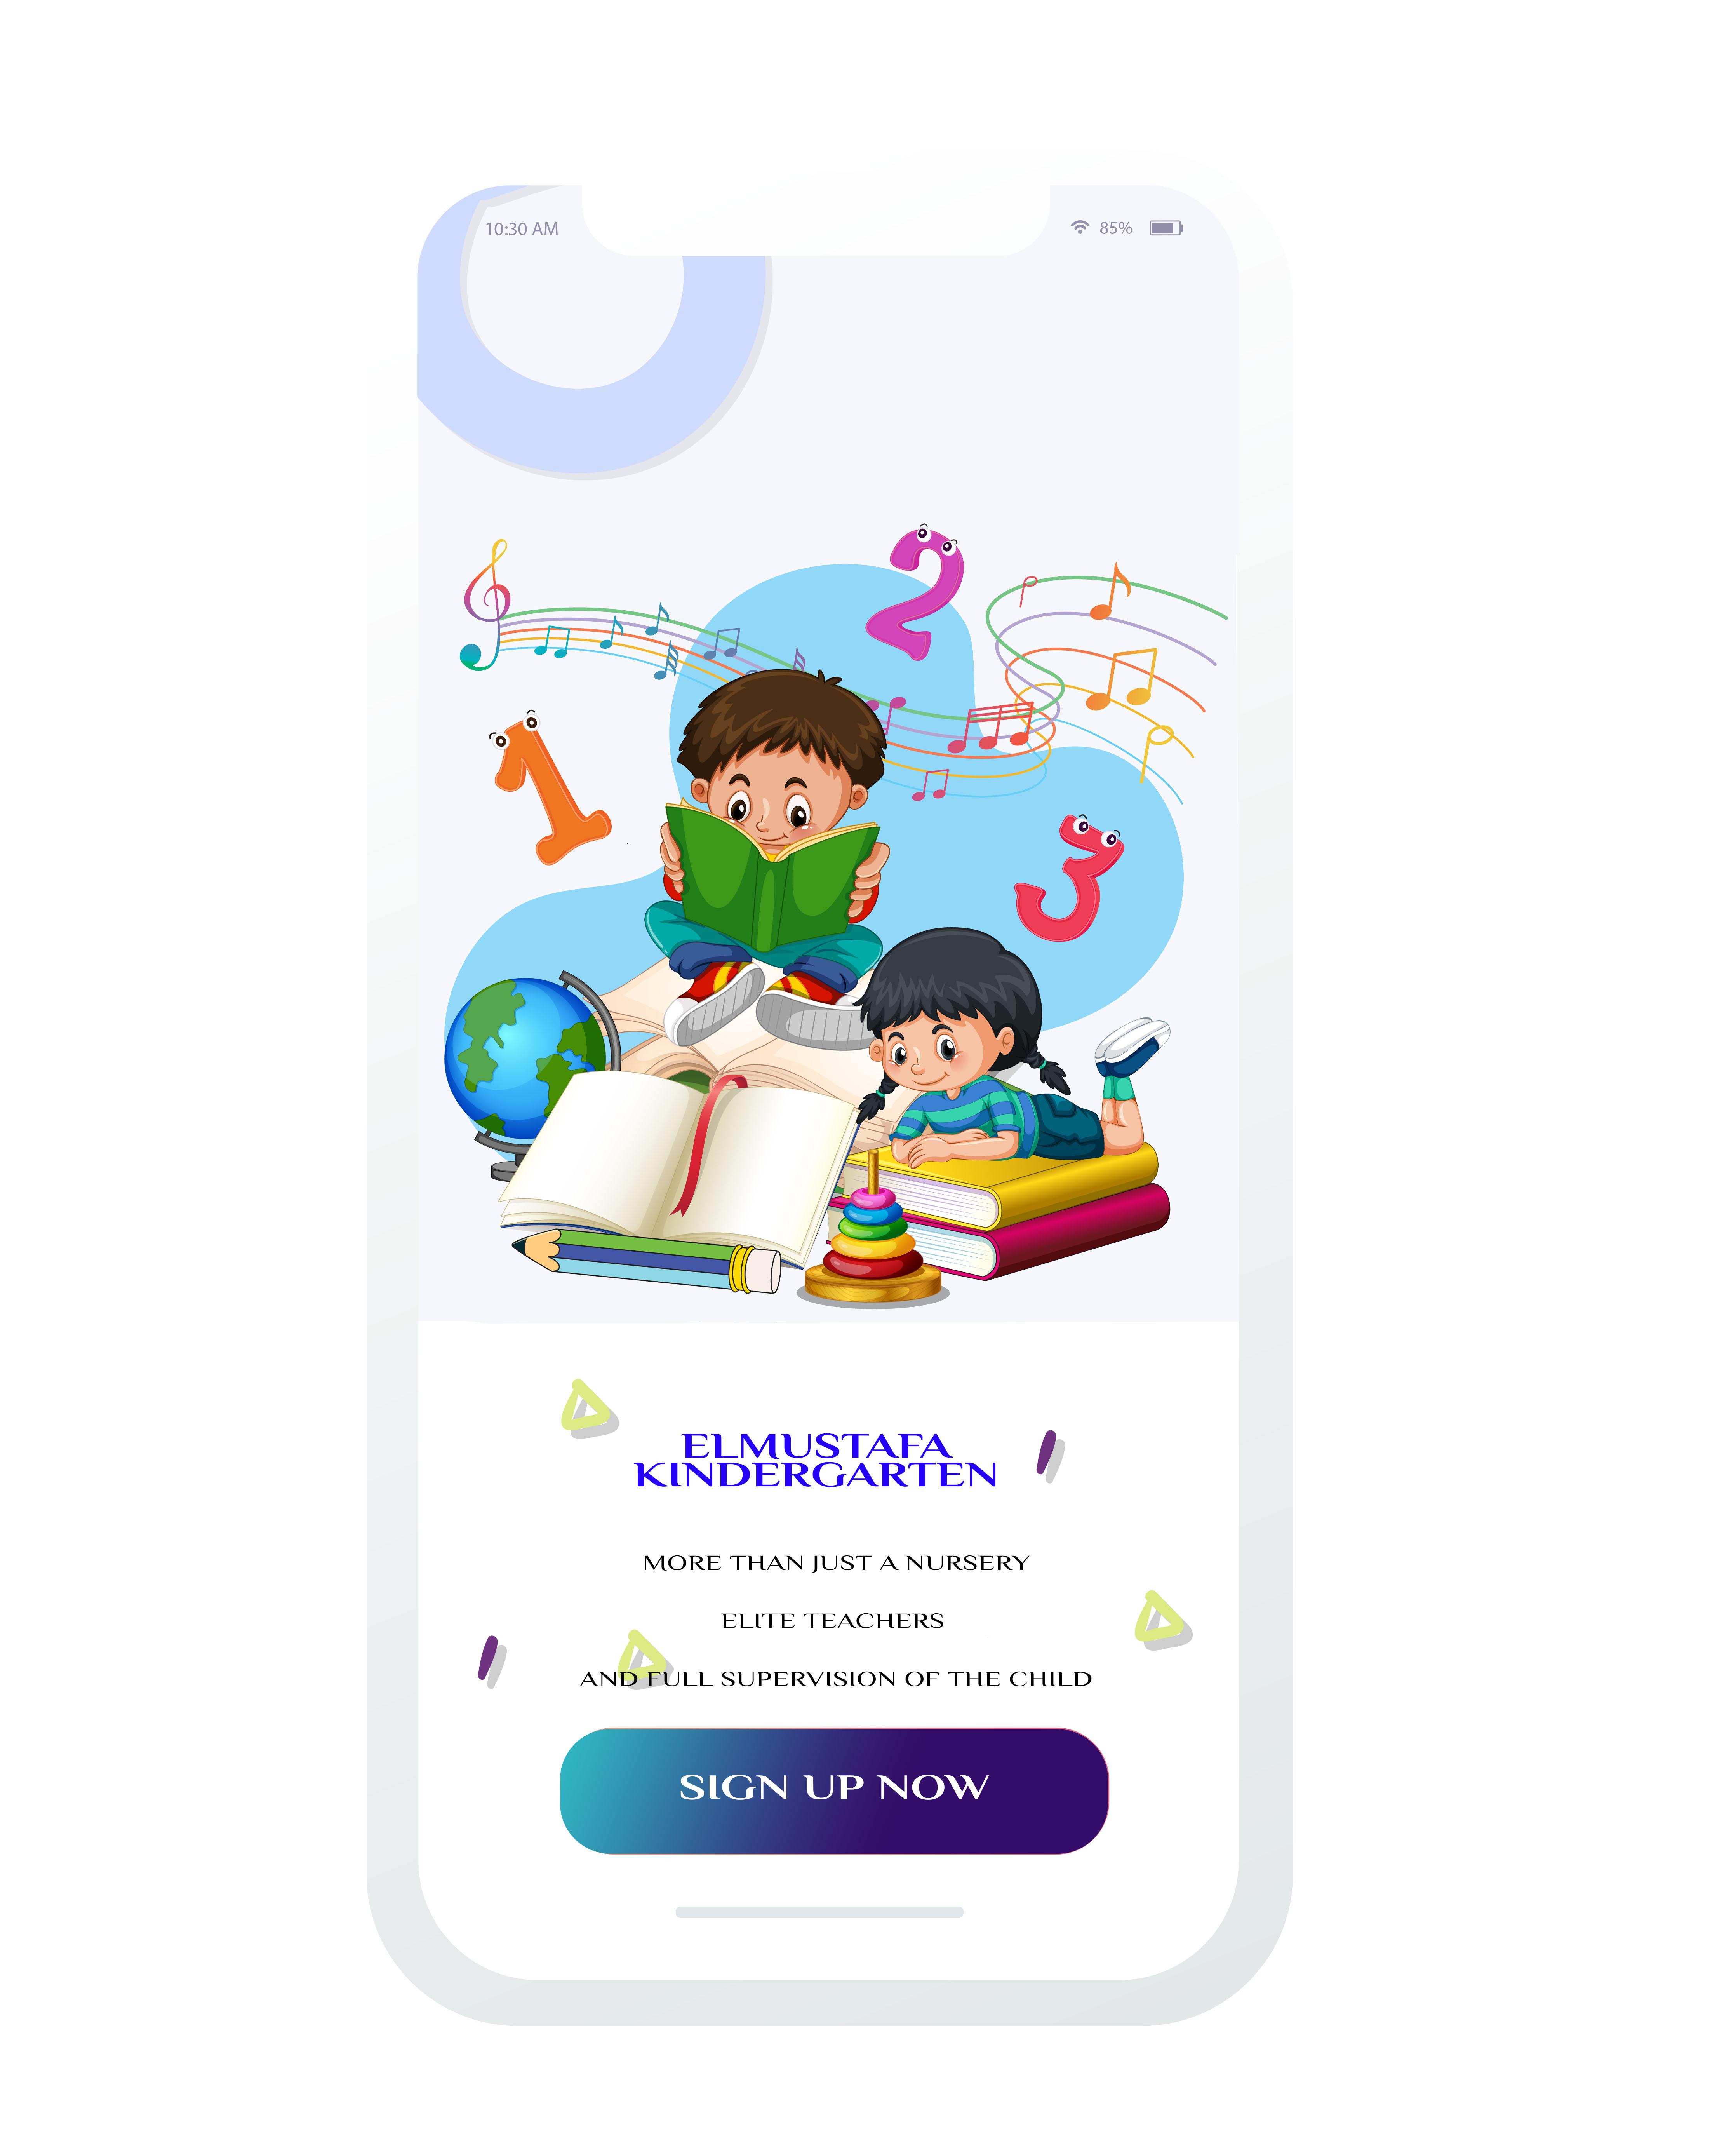 10:30 AM 85%
2
1
3
ELMUSTAFA
KINDERGARTEN
MORE THAN JUST A NURSERY
ELITE TEACHERS
AND FULL SUPERVISION OF THE CHILD
SIGN UP NOW